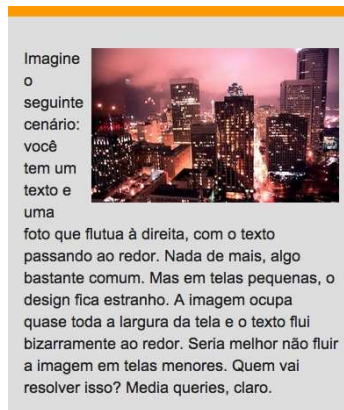 Imagine
o
seguinte
cenário:
você
tem um
texto e
uma
foto que flutua à direita, com o texto
passando ao redor. Nada de mais, algo
bastante comum. Mas em telas pequenas, o
design fica estranho. A imagem ocupa
quase toda a largura da tela e o texto flui
bizarramente ao redor. Seria melhor não fluir
a imagem em telas menores. Quem vai
resolver isso? Media queries, claro.